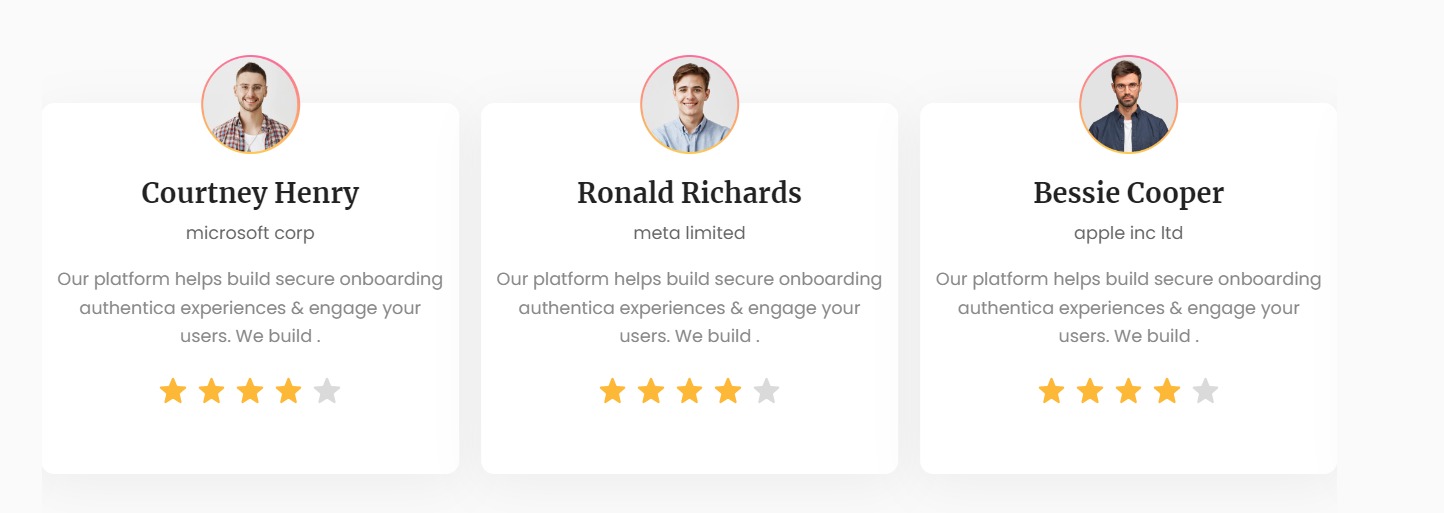 Courtney Henry
microsoft corp
Our platform helps build secure onboarding
authentica experiences & engage your
users. We build .
Ronald Richards
meta limited
Our platform helps build secure onboarding
authentica experiences & engage your
users. We build .
Bessie Cooper
apple inc ltd
Our platform helps build secure onboarding
authentica experiences & engage your
users. We build .